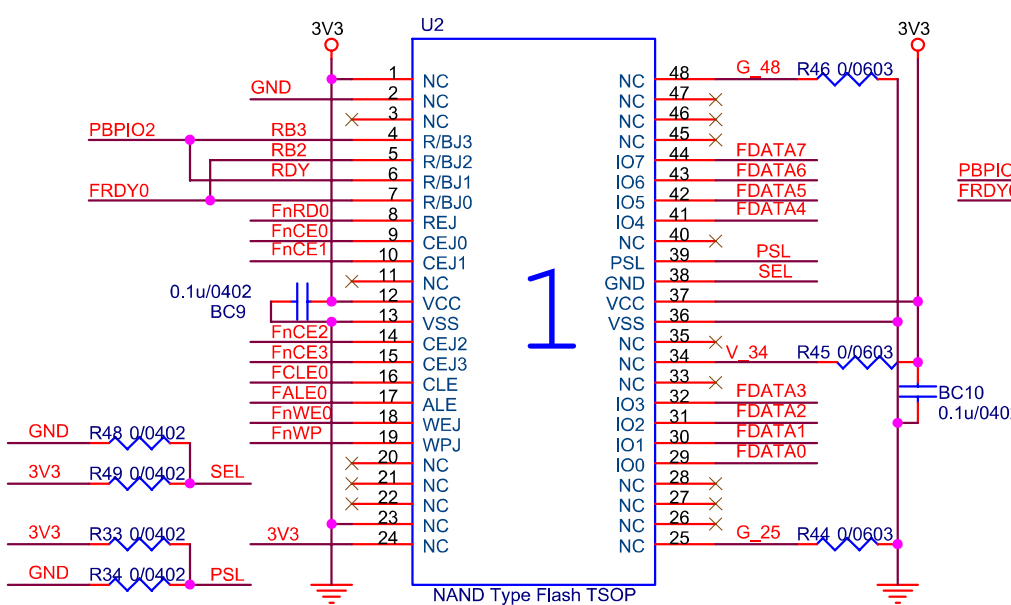 U2
3V3
3V3
1 NC NC 48 G_48 R46 0/0603
GND 2 NC NC 47
3 NC NC 46
PBPIO2 RB3 4 R/BJ3 NC 45
RB2 5 R/BJ2 IO7 44 FDATA7
RDY 6 R/BJ1 IO6 43 FDATA6 PBPIO
FRDY0 7 R/BJ0 IO5 42 FDATA5 FRDY0
FnRD0 8 REJ IO4 41 FDATA4
FnCE0 9 CEJ0 NC 40
FnCE1 10 CEJ1 PSL 39 PSL
11 NC GND 38 SEL
0.1u/0402 12 VCC VCC 37
BC9 13 VSS VSS 36
FnCE2 14 CEJ2 NC 35
FnCE3 15 CEJ3 NC 34 V_34 R45 0/0603
FCLE0 16 CLE NC 33
FALE0 17 ALE IO3 32 FDATA3 BC10
FnWE0 18 WEJ IO2 31 FDATA2 0.1u/0402
GND R48 0/0402 FnWP 19 WPJ IO1 30 FDATA1
20 NC IO0 29 FDATA0
3V3 R49 0/0402 SEL 21 NC NC 28
22 NC NC 27
23 NC NC 26
3V3 R33 0/0402 3V3 24 NC NC 25 G_25 R44 0/0603
GND R34 0/0402 PSL
1
NAND Type Flash TSOP